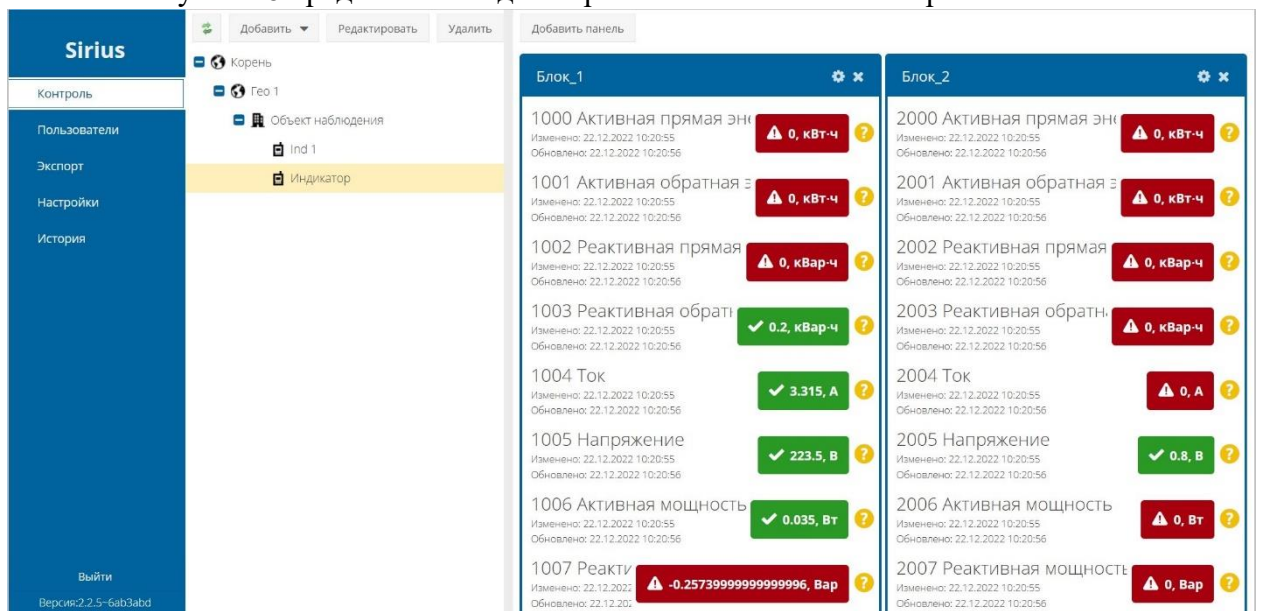 Sirius
Контроль
Пользователи
Экспорт
Настройки
История
Выйти
Версия:2.2.5~6ab3abd
Добавить
Редактировать
Удалить
Корень
Гео 1
Объект наблюдения
Ind 1
Индикатор
Добавить панель
Блок_1
1000 Активная прямая эне
0, кВт·ч
Изменено: 22.12.2022 10:20:55
Обновлено: 22.12.2022 10:20:56
1001 Активная обратная э
0, кВт·ч
Изменено: 22.12.2022 10:20:55
Обновлено: 22.12.2022 10:20:56
1002 Реактивная прямая
0, кВар·ч
Изменено: 22.12.2022 10:20:55
Обновлено: 22.12.2022 10:20:56
1003 Реактивная обрат
0.2, кВар·ч
Изменено: 22.12.2022 10:20:55
Обновлено: 22.12.2022 10:20:56
1004 Ток
3.315, А
Изменено: 22.12.2022 10:20:55
Обновлено: 22.12.2022 10:20:56
1005 Напряжение
223.5, В
Изменено: 22.12.2022 10:20:55
Обновлено: 22.12.2022 10:20:56
1006 Активная мощность
0.035, Вт
Изменено: 22.12.2022 10:20:55
Обновлено: 22.12.2022 10:20:56
1007 Реакти
-0.25739999999999996, Вар
Изменено: 22.12.202
Обновлено: 22.12.202
Блок_2
2000 Активная прямая эне
0, кВт·ч
Изменено: 22.12.2022 10:20:55
Обновлено: 22.12.2022 10:20:56
2001 Активная обратная э
0, кВт·ч
Изменено: 22.12.2022 10:20:55
Обновлено: 22.12.2022 10:20:56
2002 Реактивная прямая
0, кВар·ч
Изменено: 22.12.2022 10:20:55
Обновлено: 22.12.2022 10:20:56
2003 Реактивная обратн
0, кВар·ч
Изменено: 22.12.2022 10:20:55
Обновлено: 22.12.2022 10:20:56
2004 Ток
0, А
Изменено: 22.12.2022 10:20:55
Обновлено: 22.12.2022 10:20:56
2005 Напряжение
0.8, В
Изменено: 22.12.2022 10:20:55
Обновлено: 22.12.2022 10:20:56
2006 Активная мощность
0, Вт
Изменено: 22.12.2022 10:20:55
Обновлено: 22.12.2022 10:20:56
2007 Реактивная мощность
0, Вар
Изменено: 22.12.2022 10:20:55
Обновлено: 22.12.2022 10:20:56